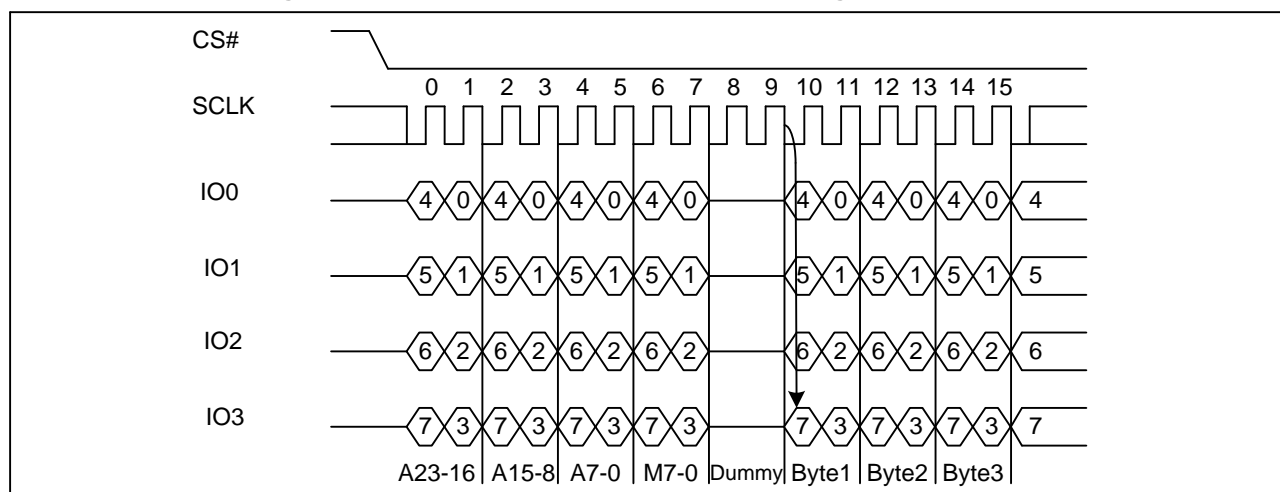 CS#
0 1 2 3 4 5 6 7 8 9 10 11 12 13 14 15
SCLK
IO0 4 0 4 0 4 0 4 0 4 0 4 0 4 0 4
IO1 5 1 5 1 5 1 5 1 5 1 5 1 5 1 5
IO2 6 2 6 2 6 2 6 2 6 2 6 2 6 2 6
IO3 7 3 7 3 7 3 7 3 7 3 7 3 7 3 7
A23-16 A15-8 A7-0 M7-0 Dummy Byte1 Byte2 Byte3